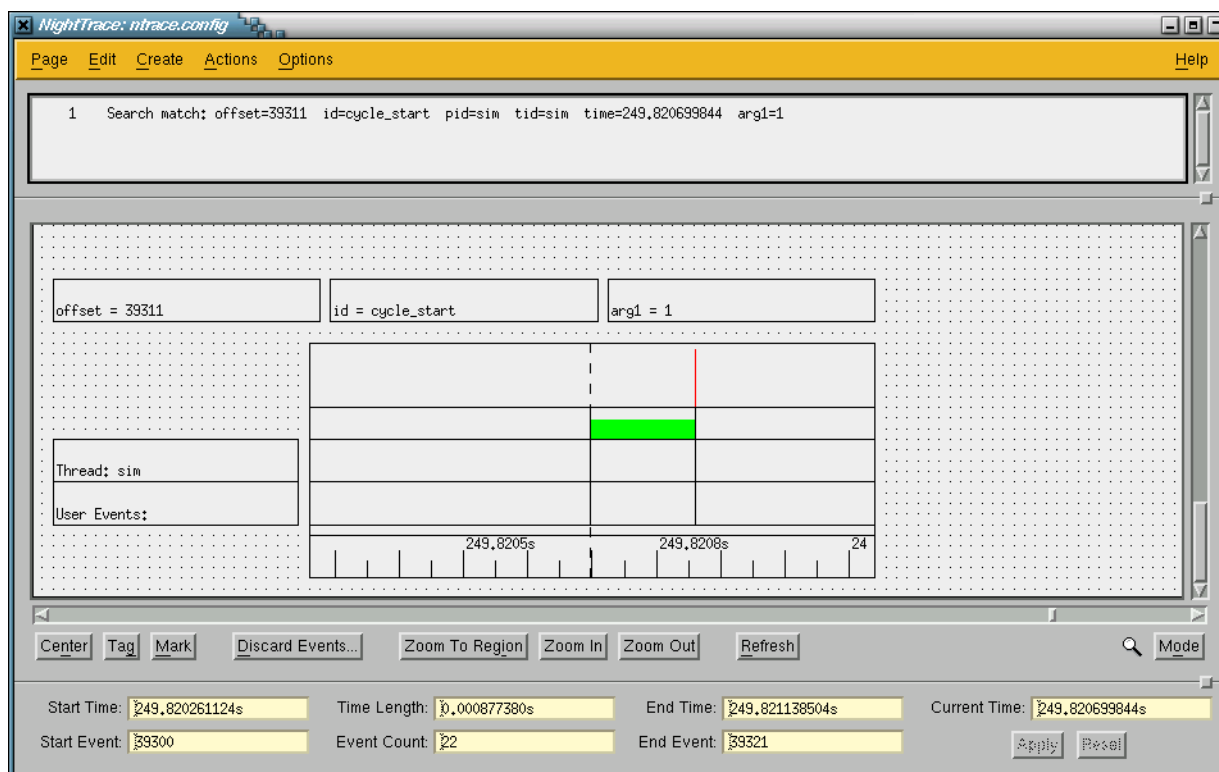 NightTrace: ntrace.config
Page Edit Create Actions Options Help
1 Search match: offset=39311 id=cycle_start pid=sim tid=sim time=249.820699844 arg1=1
offset = 39311 id = cycle_start arg1 = 1
Thread: sim
User Events:
249.8205s 249.8208s 24
Center Tag Mark Discard Events... Zoom To Region Zoom In Zoom Out Refresh Mode
Start Time: 249.820261124s Time Length: 0.000877380s End Time: 249.821138504s Current Time: 249.820699844s
Start Event: 39300 Event Count: 22 End Event: 39321 Apply Reset